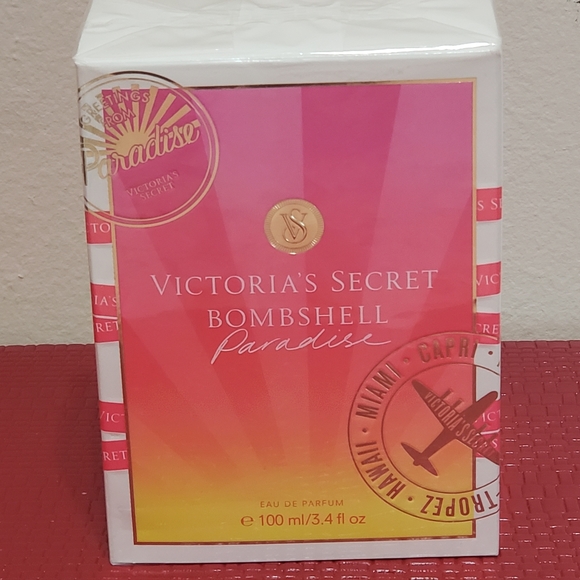 GREETINGS
FROM
Paradise
VICTORIA'S
SECRET
VS
VICTORIA'S SECRET
BOMBSHELL
Paradise
MIAMI • CAPRI •
HAWAII •
TROPEZ •
VICTORIA'S SECRET
EAU DE PARFUM
e 100 ml/3.4 fl oz